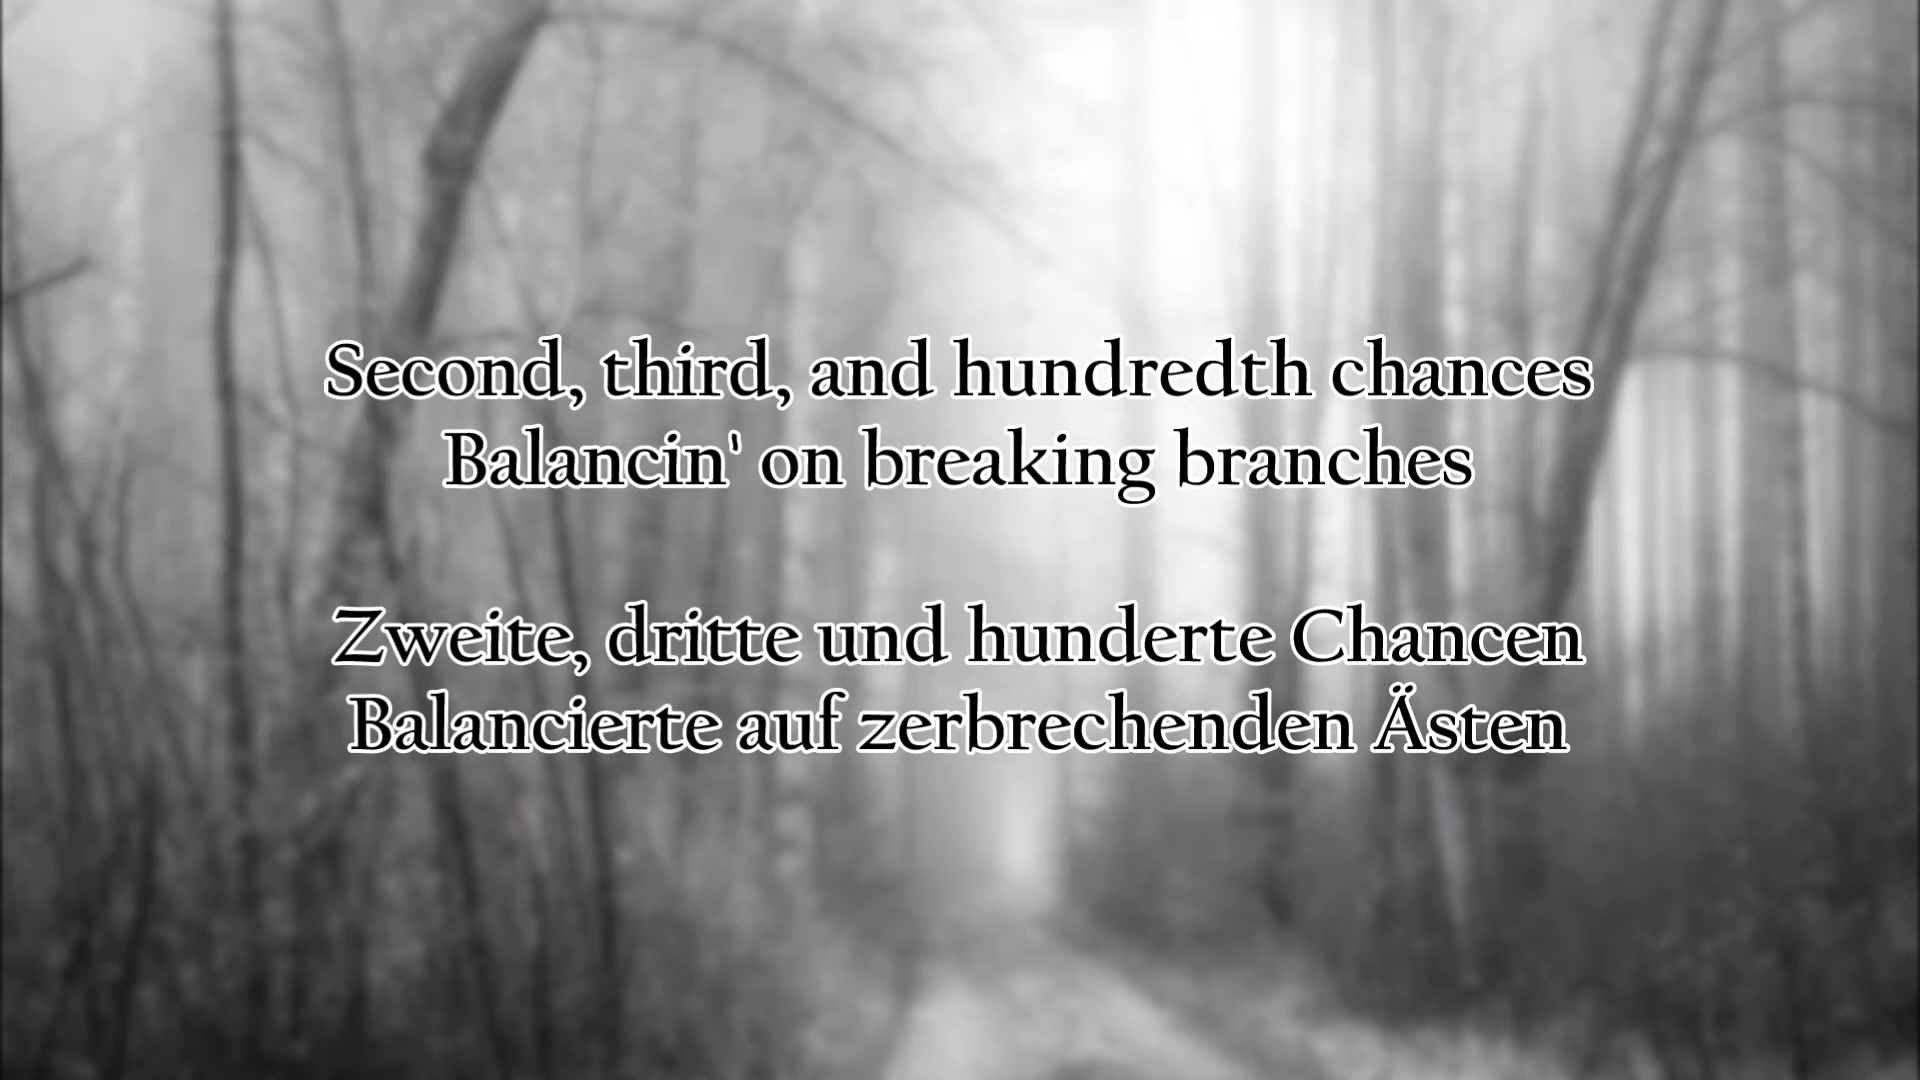 Second, third, and hundredth chances
Balancin' on breaking branches
Zweite, dritte und hunderte Chancen
Balancierte auf zerbrechenden Ästen